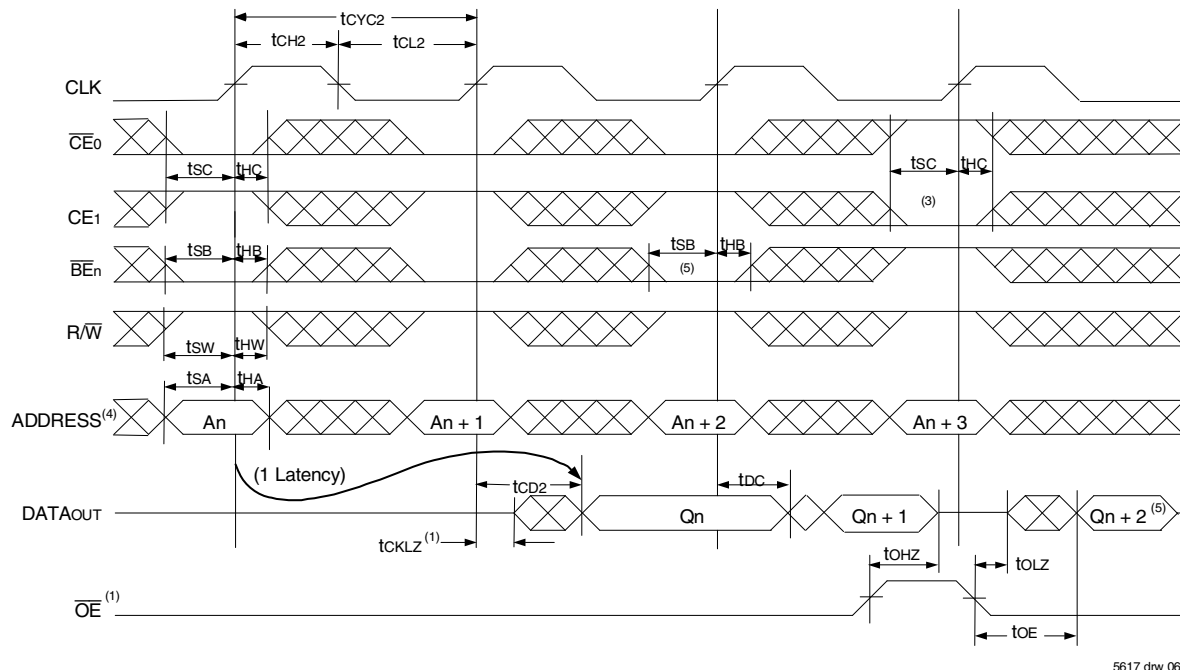 tCYC2
tCH2 tCL2
CLK
CE0
tSC tHC tSC tHC
CE1 (3)
tSB tHB tSB tHB
BEn (5)
R/W
tSW tHW
tSA tHA
ADDRESS(4) An An + 1 An + 2 An + 3
(1 Latency) tCD2 tDC
DATAOUT Qn Qn + 1 Qn + 2 (5)
tCKLZ(1)
tOHZ tOLZ
OE (1)
tOE
5617 drw 06